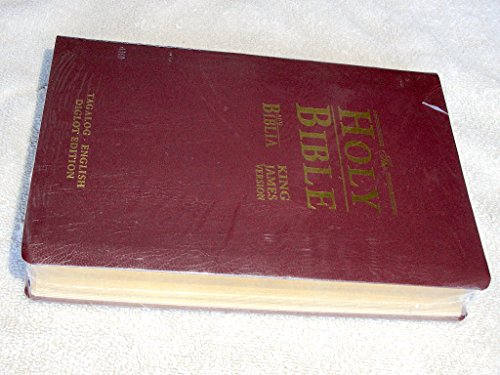 The
HOLY
BIBLE
ANG
BIBLIA
KING
JAMES
VERSION
TAGALOG ENGLISH
DIGLOT EDITION